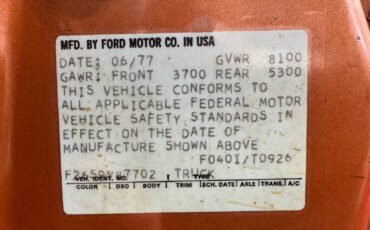 MFD. BY FORD MOTOR CO. IN USA
DATE: 06/77 GVWR 8100
GAWR: FRONT 3700 REAR 5300
THIS VEHICLE CONFORMS TO
ALL APPLICABLE FEDERAL MOTOR
VEHICLE SAFETY STANDARDS IN
EFFECT ON THE DATE OF
MANUFACTURE SHOWN ABOVE
F0401/T0926
TRUCK
VEH. IDENT. NO. TYPE
COLOR DSO BODY TRIM SCH. DATE AXLE TRANS. A/C